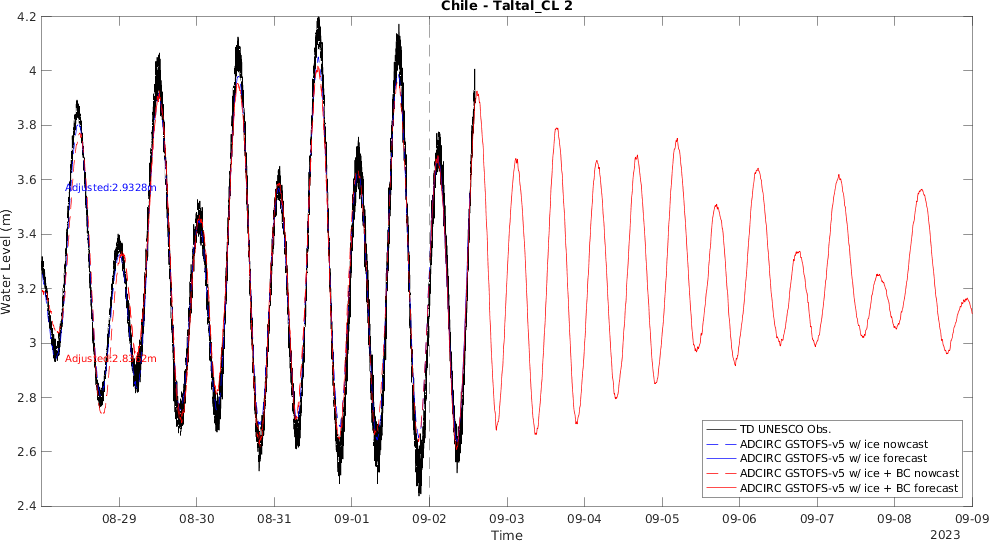 Chile - Taltal_CL 2
4.2
4
3.8
3.6
3.4
3.2
3
2.8
2.6
2.4
Water Level (m)
Adjusted:2.9328m
08-29
08-30
08-31
09-01
09-02
09-03
09-04
09-05
09-06
09-07
09-08
09-09
Time
2023
TD UNESCO Obs.
ADCIRC GSTOFS-v5 w/ ice nowcast
ADCIRC GSTOFS-v5 w/ ice forecast
ADCIRC GSTOFS-v5 w/ ice + BC nowcast
ADCIRC GSTOFS-v5 w/ ice + BC forecast